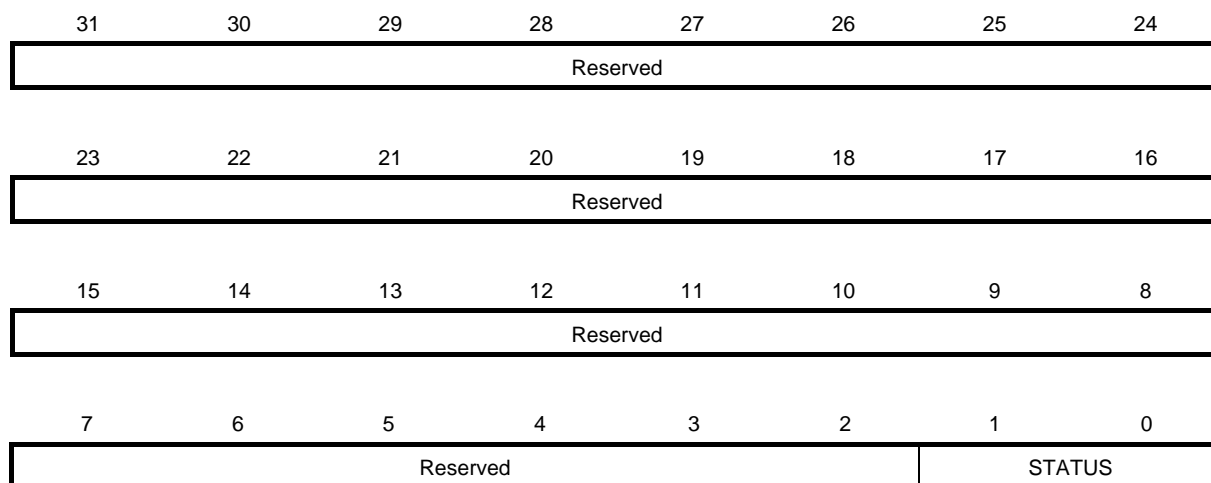 31 30 29 28 27 26 25 24
Reserved
23 22 21 20 19 18 17 16
Reserved
15 14 13 12 11 10 9 8
Reserved
7 6 5 4 3 2 1 0
Reserved STATUS